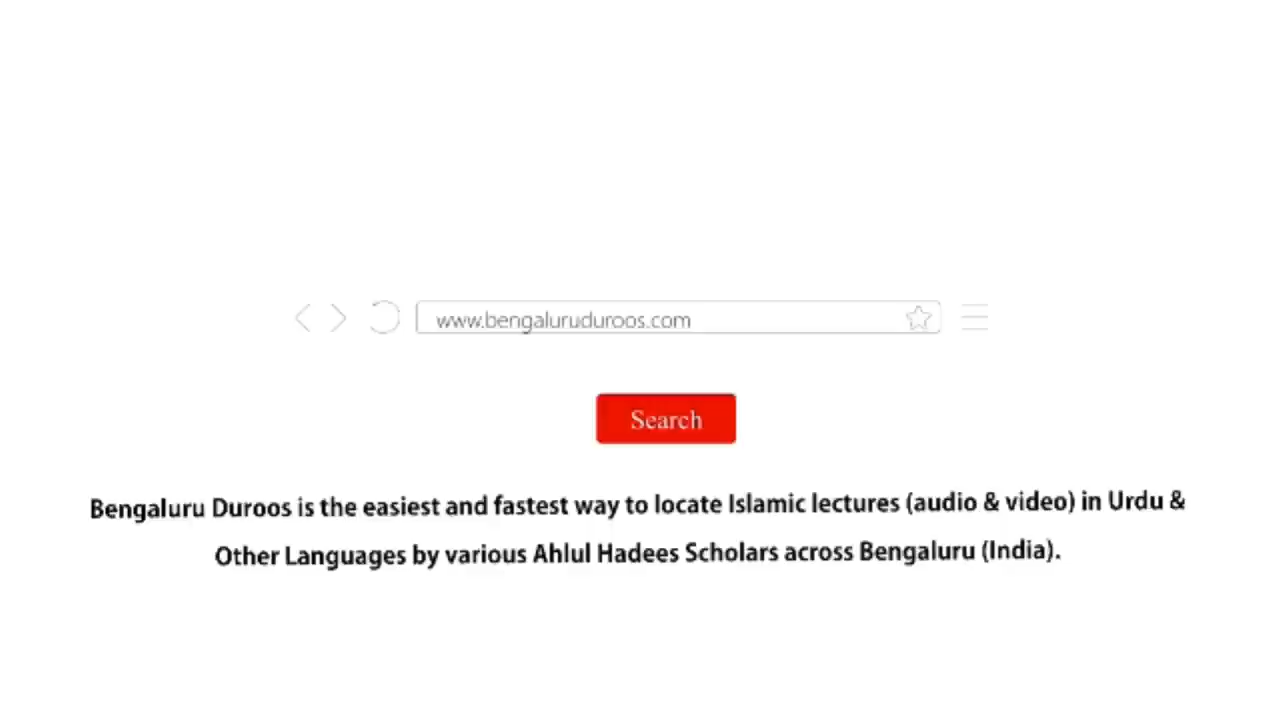 www.bengaluruduroos.com
Search
Bengaluru Duroos is the easiest and fastest way to locate Islamic lectures (audio & video) in Urdu &
Other Languages by various Ahlul Hadees Scholars across Bengaluru (India).